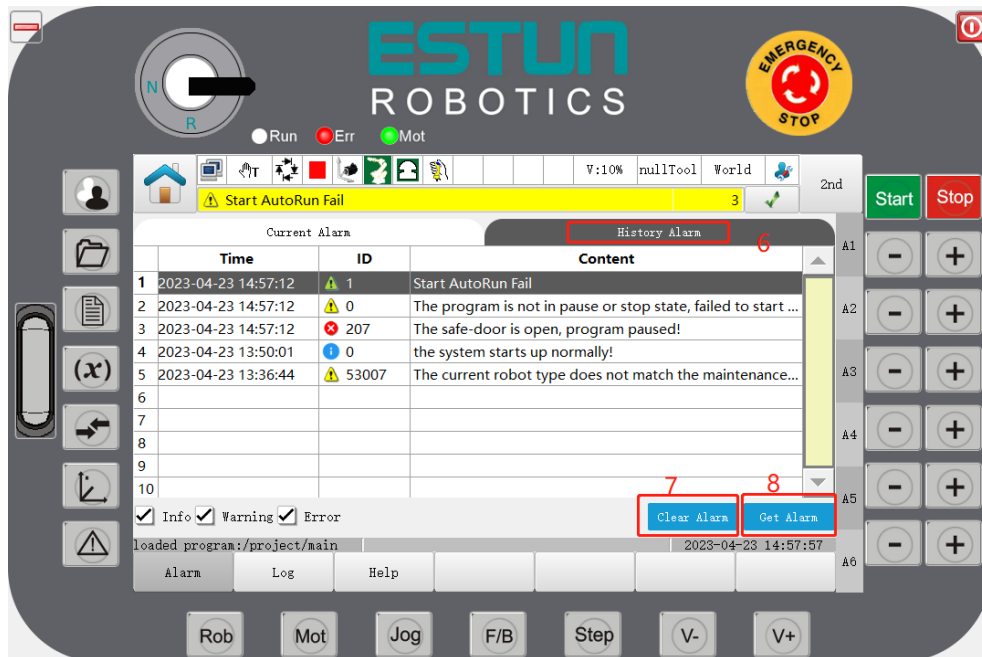 ESTUN
ROBOTICS
EMERGENCY
STOP
N
R
Run Err Mot
T V:10% nullTool World
2nd
Start AutoRun Fail 3
Start Stop
Current Alarm History Alarm 6
A1
Time ID Content
1 2023-04-23 14:57:12 1 Start AutoRun Fail
2 2023-04-23 14:57:12 0 The program is not in pause or stop state, failed to start ...
A2
3 2023-04-23 14:57:12 207 The safe-door is open, program paused!
4 2023-04-23 13:50:01 0 the system starts up normally!
5 2023-04-23 13:36:44 53007 The current robot type does not match the maintenance...
A3
(x)
6
7
8
A4
9
10
7 8
A5
Info Warning Error Clear Alarm Get Alarm
loaded program:/project/main 2023-04-23 14:57:57
A6
Alarm Log Help
Rob Mot Jog F/B Step V- V+